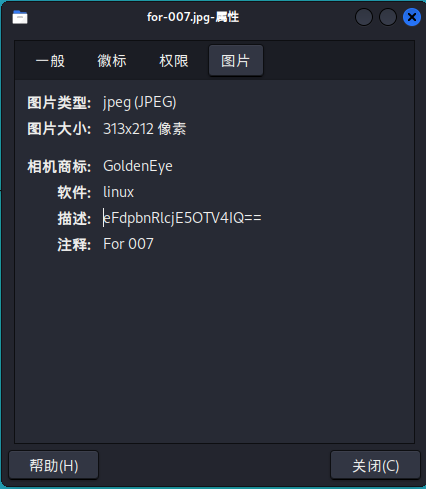 for-007.jpg-属性
一般 徽标 权限 图片
图片类型: jpeg (JPEG)
图片大小: 313x212 像素
相机商标: GoldenEye
软件: linux
描述: eFdpbnRlcjE5OTV4IQ==
注释: For 007
帮助(H) 关闭(C)